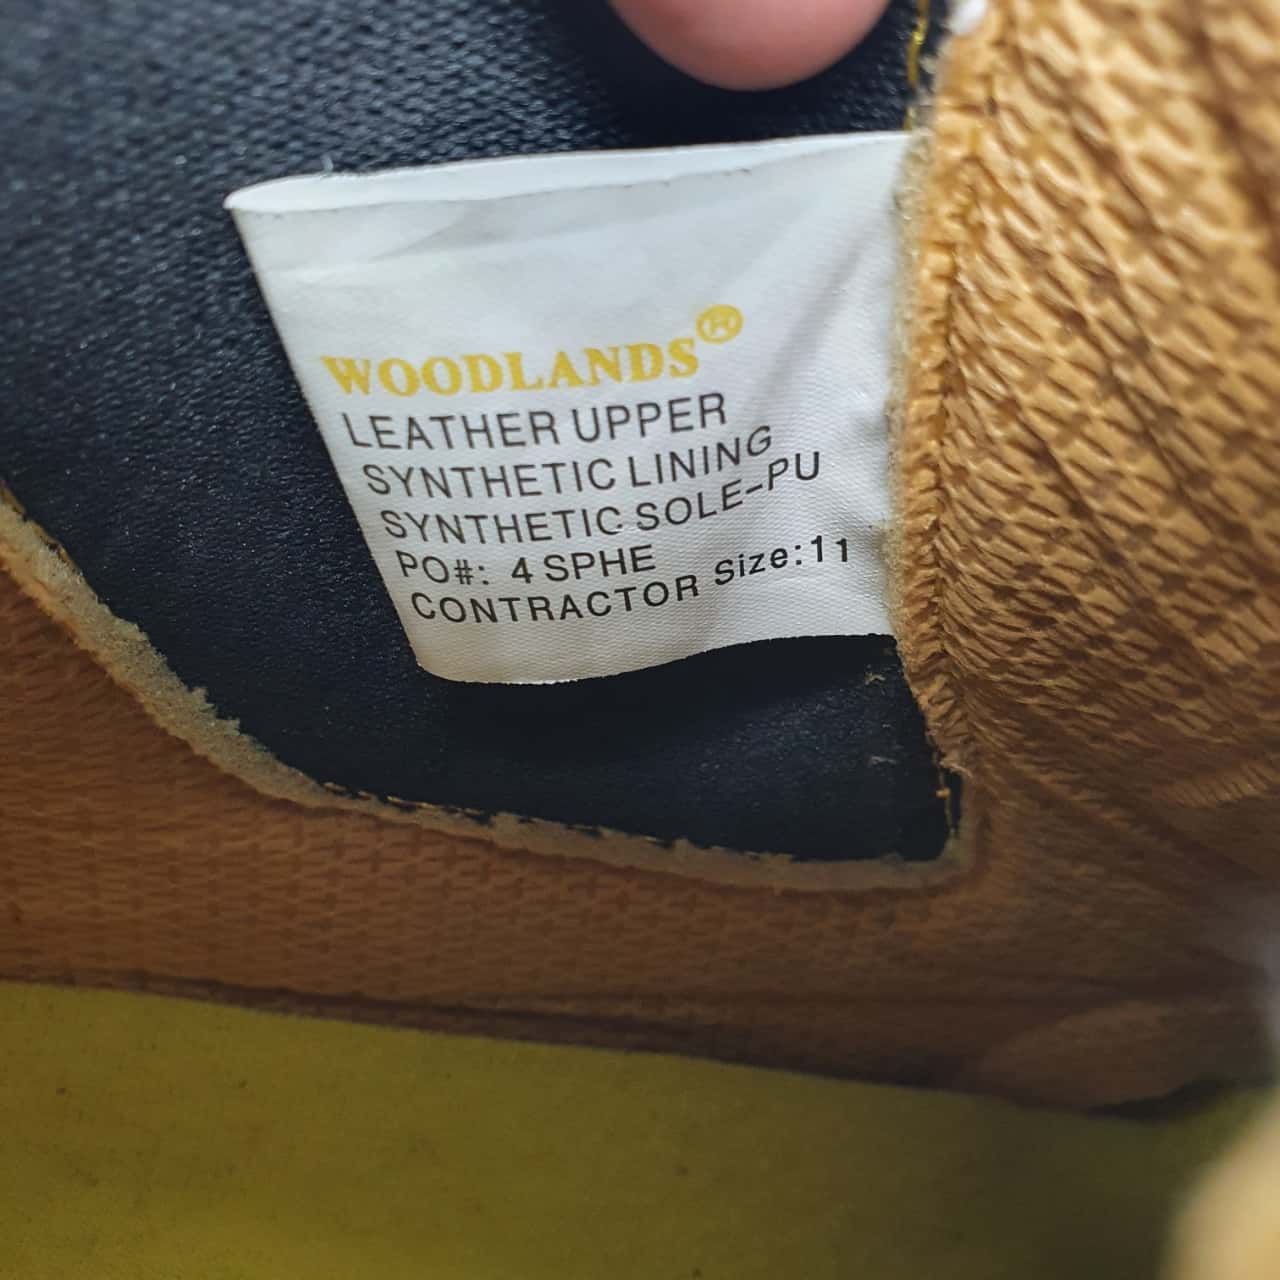 WOODLANDS®
LEATHER UPPER
SYNTHETIC LINING
SYNTHETIC SOLE-PU
PO#: 4 SPHE
CONTRACTOR Size:11